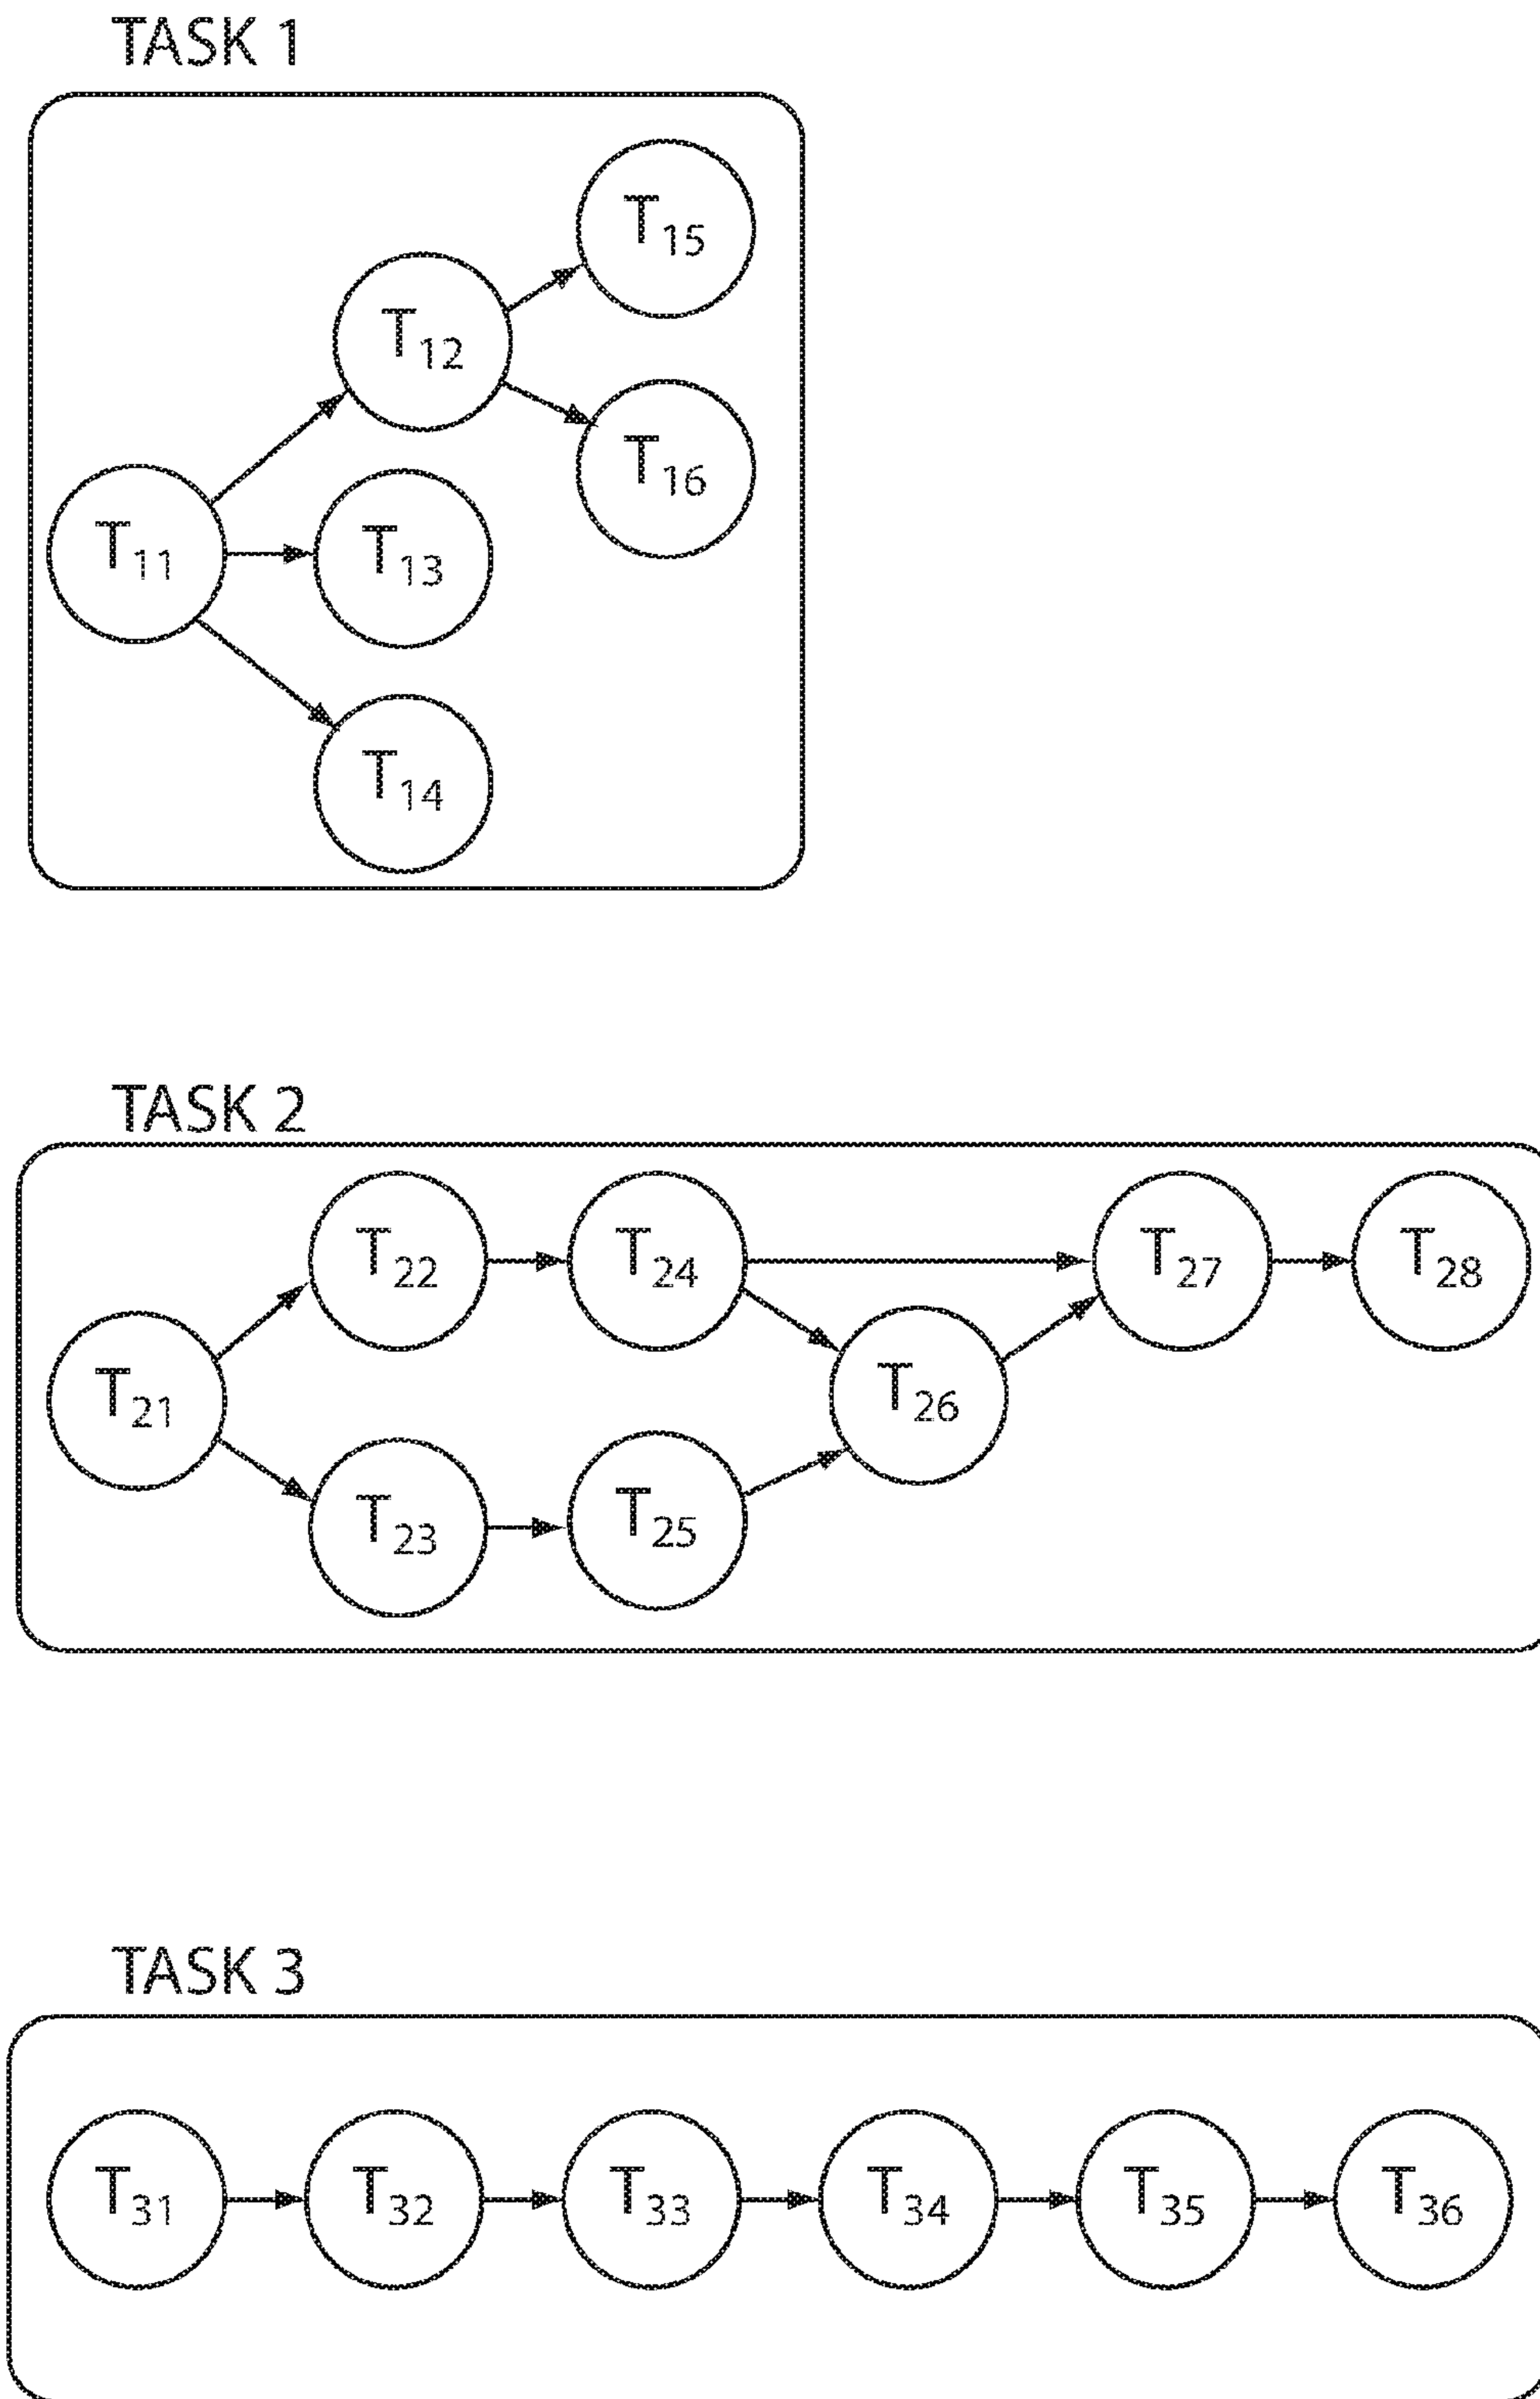 TASK 1
T15
T12
T16
T11
T13
T14
TASK 2
T22
T24
T27
T28
T21
T26
T23
T25
TASK 3
T31 T32 T33 T34 T35 T36